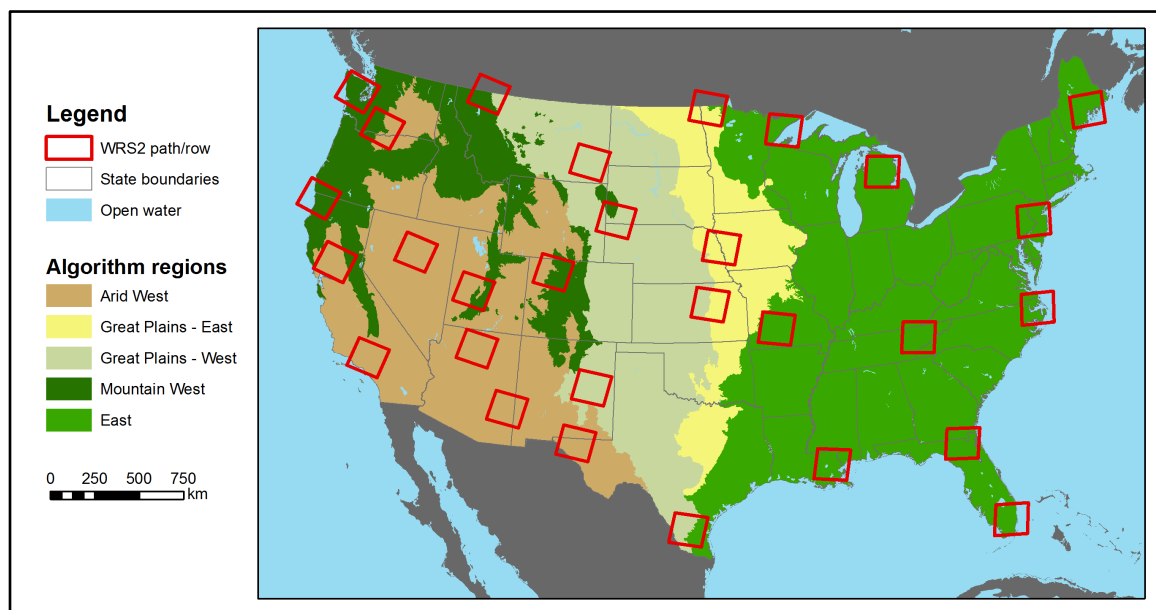 Legend
WRS2 path/row
State boundaries
Open water
Algorithm regions
Arid West
Great Plains - East
Great Plains - West
Mountain West
East
0 250 500 750
km